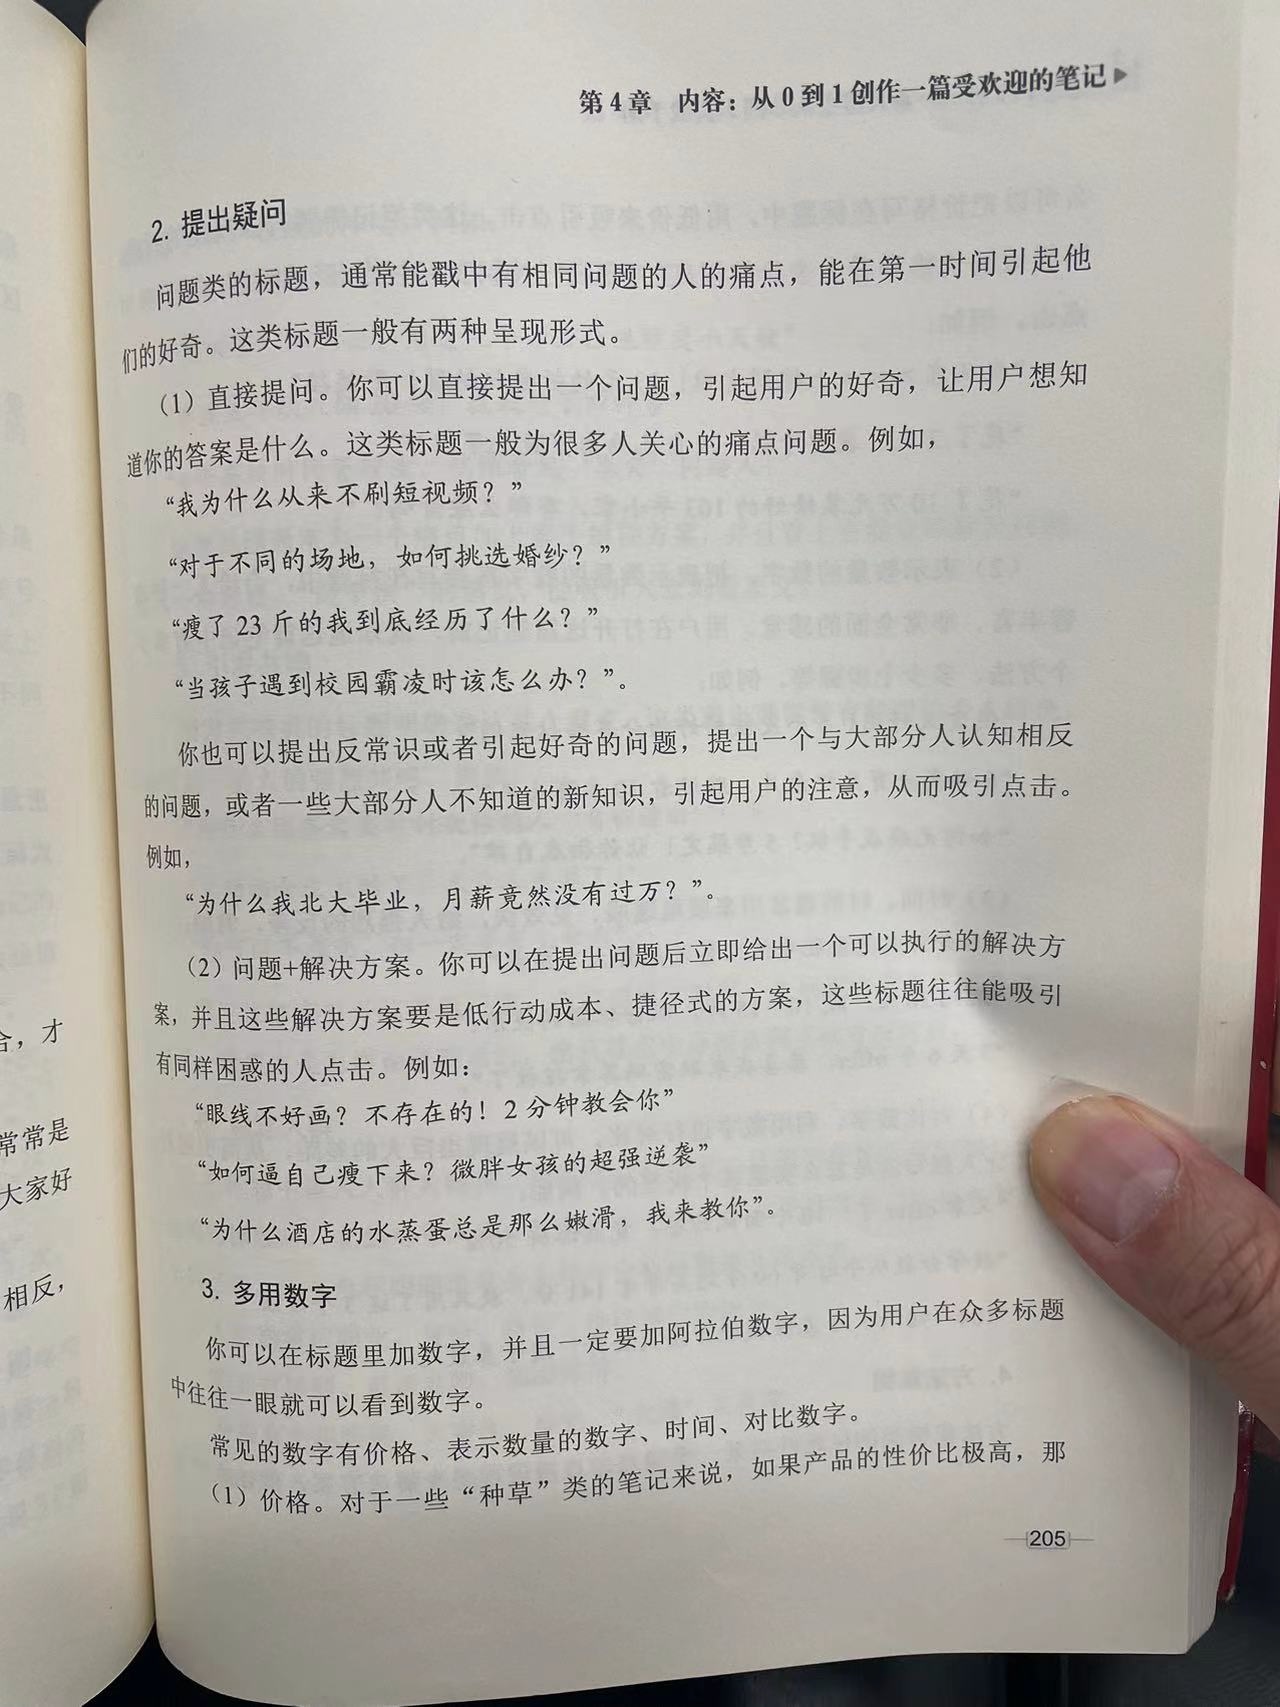 第4章 内容：从0到1创作一篇受欢迎的笔记
2. 提出疑问
问题类的标题，通常能戳中有相同问题的人的痛点，能在第一时间引起他
们的好奇。这类标题一般有两种呈现形式。
（1）直接提问。你可以直接提出一个问题，引起用户的好奇，让用户想知
道你的答案是什么。这类标题一般为很多人关心的痛点问题。例如，
“我为什么从来不刷短视频？”
“对于不同的场地，如何挑选婚纱？”
“瘦了23斤的我到底经历了什么？”
“当孩子遇到校园霸凌时该怎么办？”。
你也可以提出反常识或者引起好奇的问题，提出一个与大部分人认知相反
的问题，或者一些大部分人不知道的新知识，引起用户的注意，从而吸引点击。
例如，
“为什么我北大毕业，月薪竟然没有过万？”。
（2）问题+解决方案。你可以在提出问题后立即给出一个可以执行的解决方
案，并且这些解决方案要是低行动成本、捷径式的方案，这些标题往往能吸引
有同样困惑的人点击。例如：
“眼线不好画？不存在的！2分钟教会你”
“如何逼自己瘦下来？微胖女孩的超强逆袭”
“为什么酒店的水蒸蛋总是那么嫩滑，我来教你”。
3. 多用数字
你可以在标题里加数字，并且一定要加阿拉伯数字，因为用户在众多标题
中往往一眼就可以看到数字。
常见的数字有价格、表示数量的数字、时间、对比数字。
（1）价格。对于一些“种草”类的笔记来说，如果产品的性价比极高，那
205
合，才
常常是
大家好
相反，